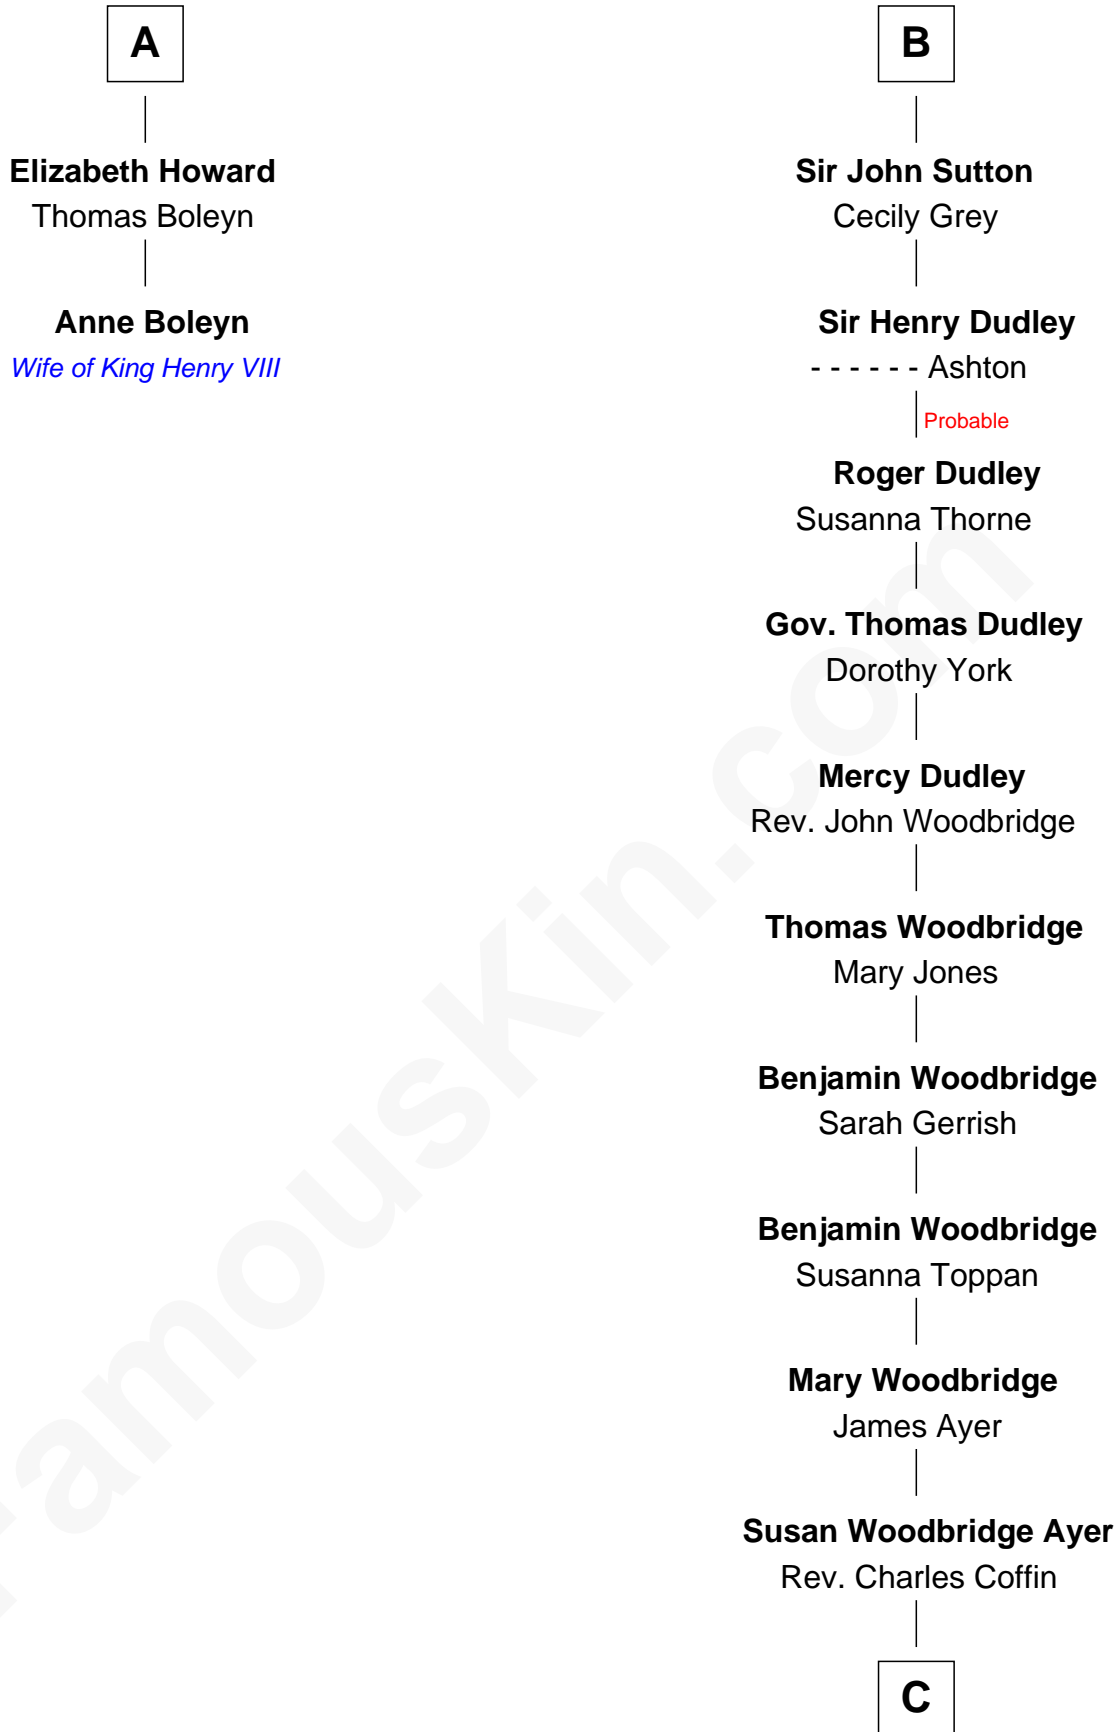 A
Elizabeth Howard
Thomas Boleyn
Anne Boleyn
Wife of King Henry VIII
B
Sir John Sutton
Cecily Grey
Sir Henry Dudley
- - - - - - Ashton
Probable
Roger Dudley
Susanna Thorne
Gov. Thomas Dudley
Dorothy York
Mercy Dudley
Rev. John Woodbridge
Thomas Woodbridge
Mary Jones
Benjamin Woodbridge
Sarah Gerrish
Benjamin Woodbridge
Susanna Toppan
Mary Woodbridge
James Ayer
Susan Woodbridge Ayer
Rev. Charles Coffin
C
FamousKin.com